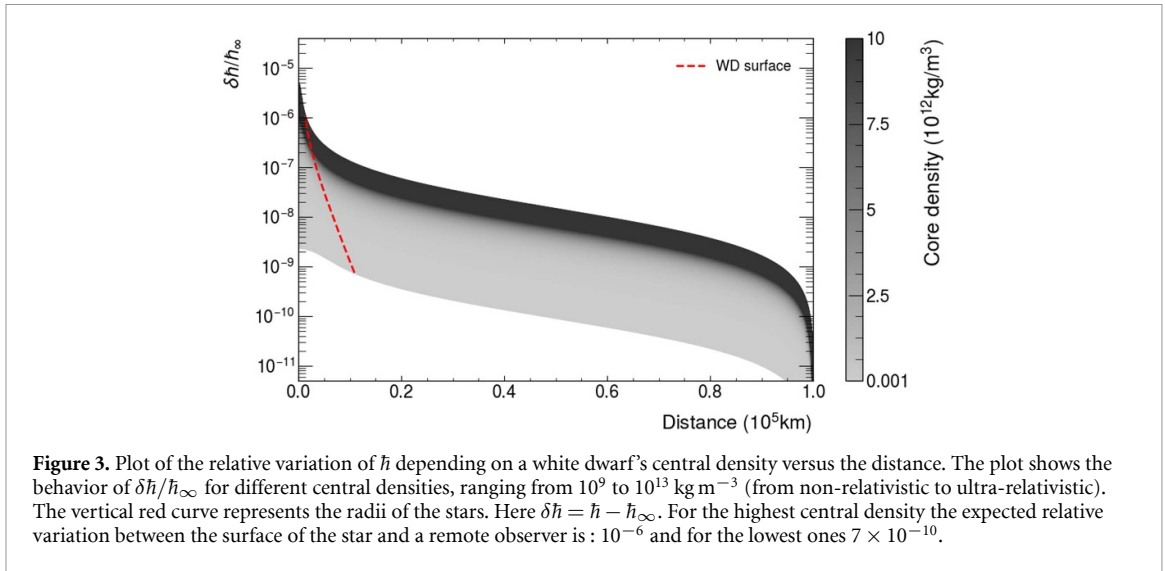 δħ/ħ∞
10⁻⁵
10⁻⁶
10⁻⁷
10⁻⁸
10⁻⁹
10⁻¹⁰
10⁻¹¹
WD surface
0.0 0.2 0.4 0.6 0.8 1.0
Distance (10⁵km)
10
7.5
5
2.5
0.001
Core density (10¹²kg/m³)
Figure 3. Plot of the relative variation of ħ depending on a white dwarf's central density versus the distance. The plot shows the
behavior of δħ/ħ∞ for different central densities, ranging from 10⁹ to 10¹³ kg m⁻³ (from non-relativistic to ultra-relativistic).
The vertical red curve represents the radii of the stars. Here δħ = ħ − ħ∞. For the highest central density the expected relative
variation between the surface of the star and a remote observer is : 10⁻⁶ and for the lowest ones 7 × 10⁻¹⁰.